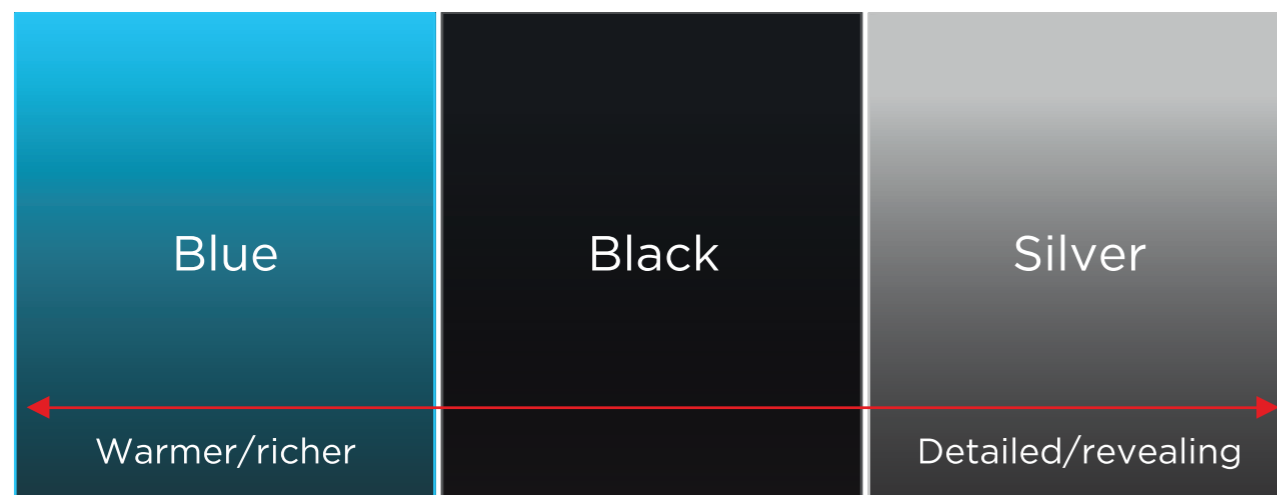 Blue
Black
Silver
Warmer/richer
Detailed/revealing